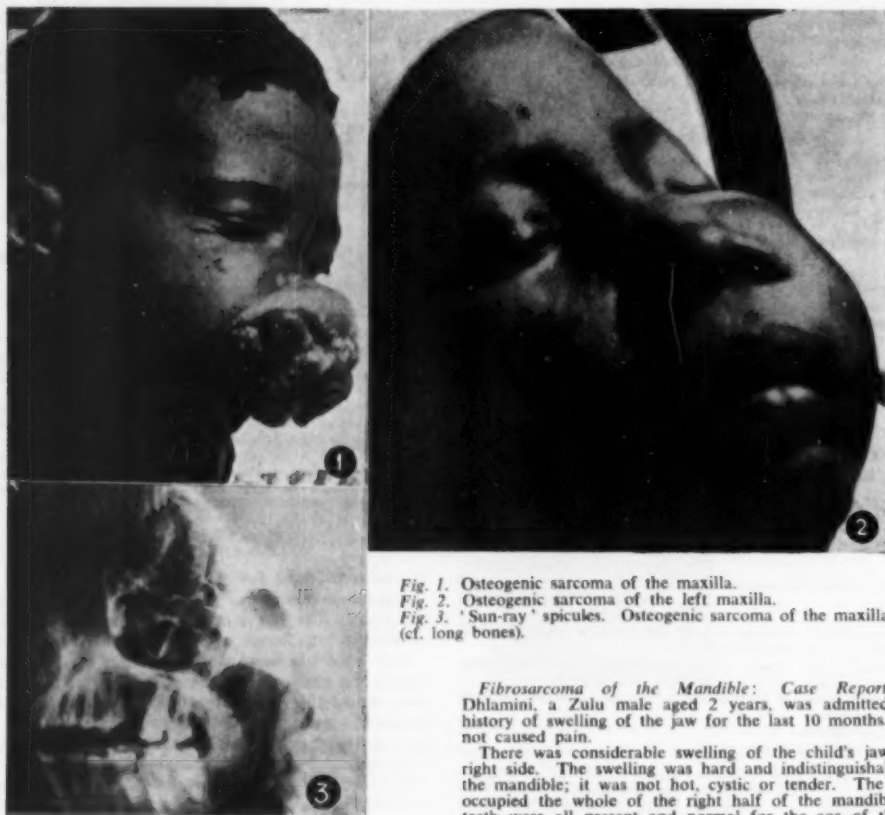 1
2
3
Fig. 1. Osteogenic sarcoma of the maxilla.
Fig. 2. Osteogenic sarcoma of the left maxilla.
Fig. 3. ' Sun-ray ' spicules. Osteogenic sarcoma of the maxilla
(cf. long bones).
Fibrosarcoma of the Mandible: Case Report
Dhlamini, a Zulu male aged 2 years, was admitted
history of swelling of the jaw for the last 10 months
not caused pain.
There was considerable swelling of the child's jaw
right side. The swelling was hard and indistinguisha
the mandible; it was not hot, cystic or tender. The
occupied the whole of the right half of the mandib